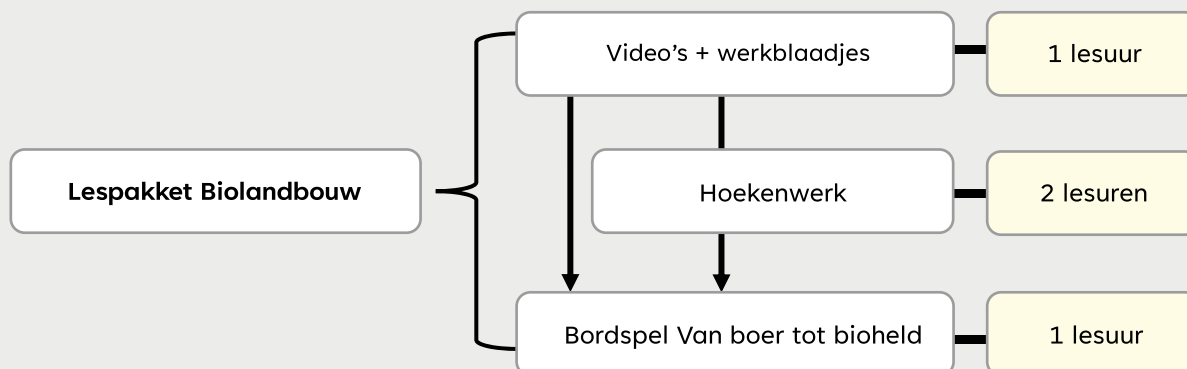 Video’s + werkblaadjes
1 lesuur
Lespakket Biolandbouw
Hoekenwerk
2 lesuren
Bordspel Van boer tot bioheld
1 lesuur